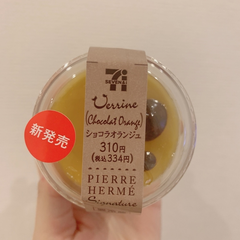 7i
SEVEN&i
Verrine
(Chocolat Orange)
ショコラオランジュ
310円
(税込334円)
新発売
PIERRE
HERMÉ
Signature